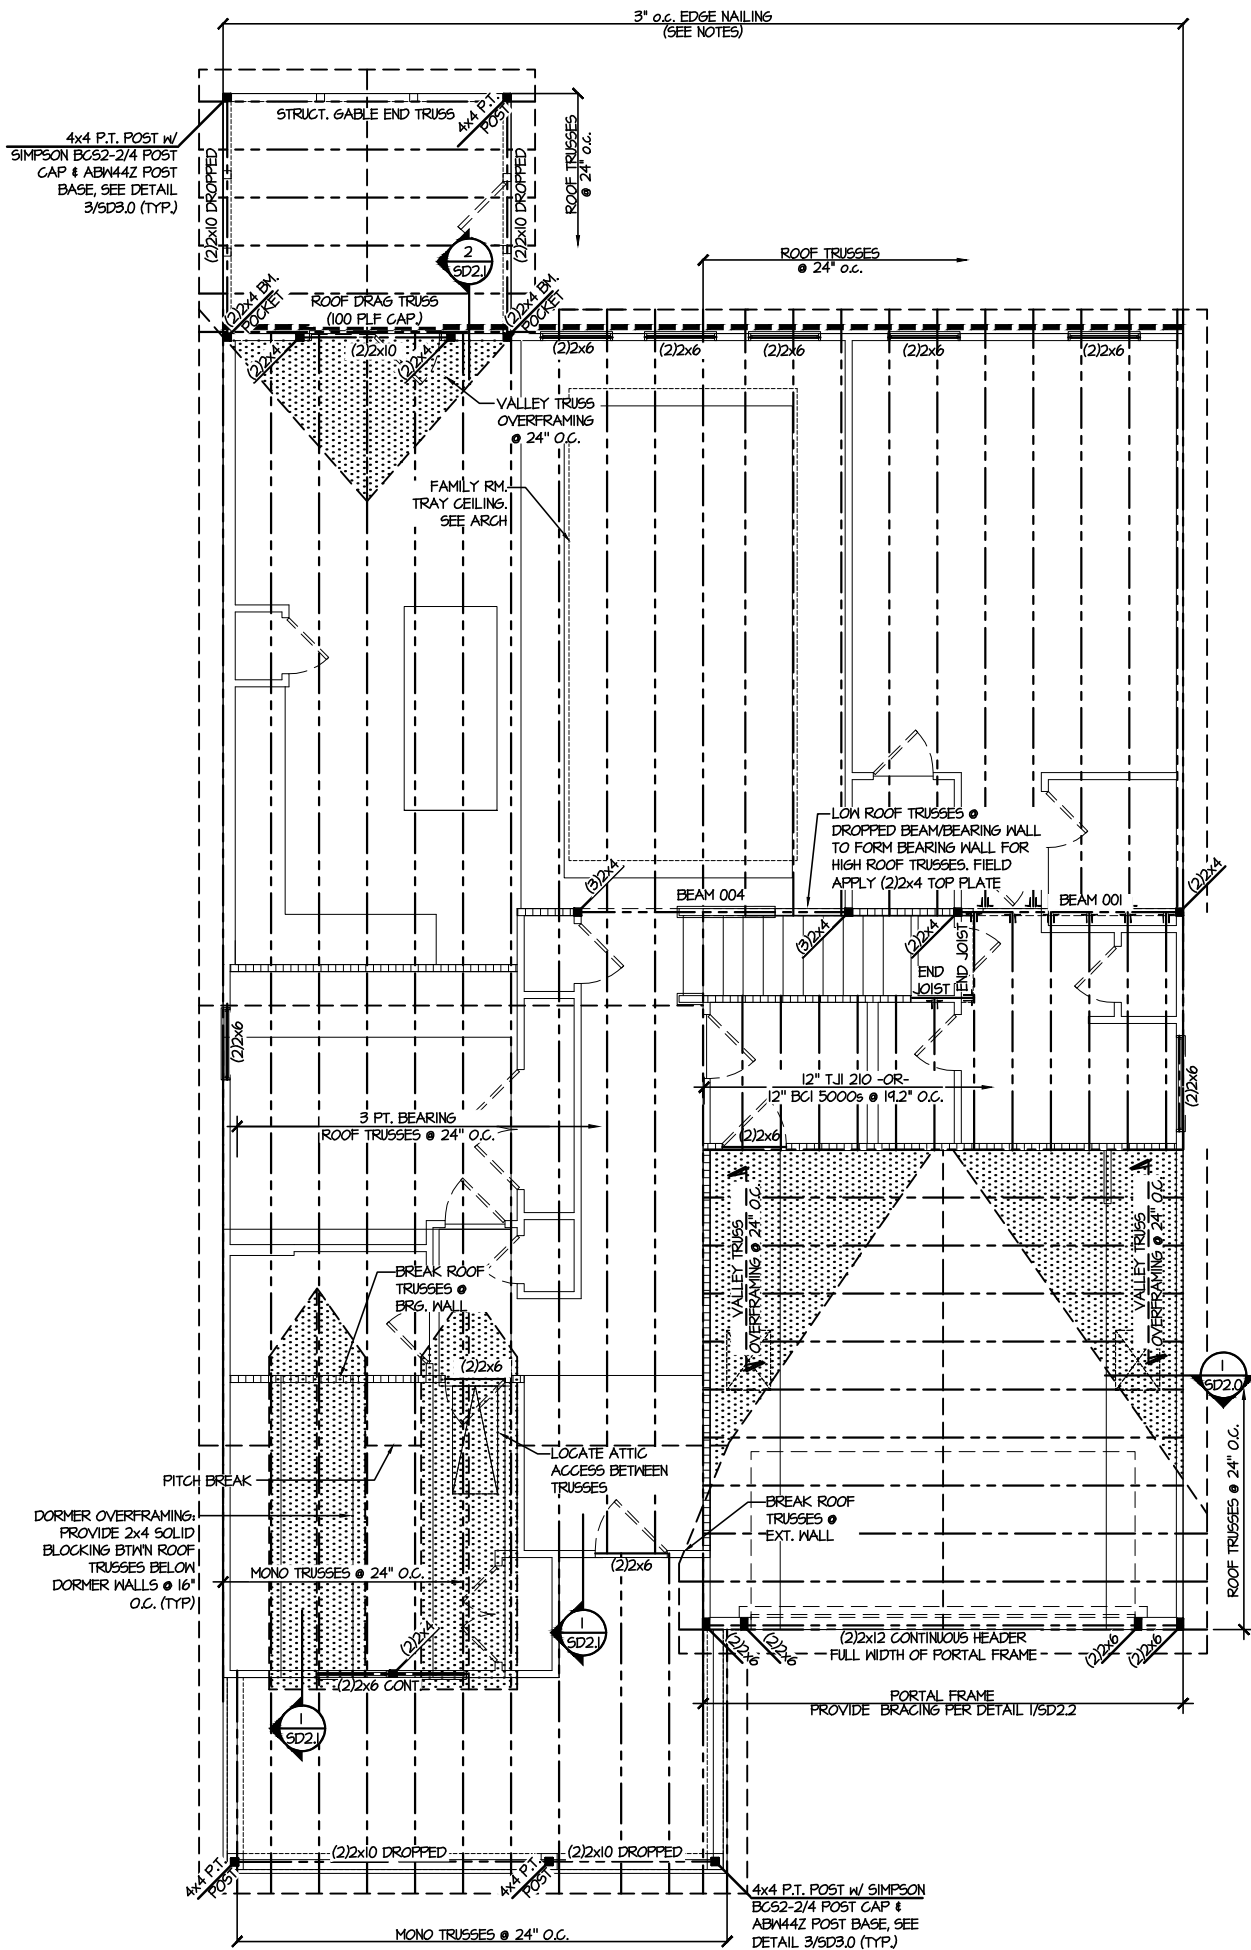 3" o.c. EDGE NAILING
(SEE NOTES)
STRUCT. GABLE END TRUSS
4x4 P.T.
POST
4x4 P.T. POST W/
SIMPSON BCS2-2/4 POST
CAP & ABW44Z POST
BASE, SEE DETAIL
3/SD3.0 (TYP.)
(2)2x10 DROPPED
(2)2x10 DROPPED
ROOF TRUSSES
@ 24" o.c.
2
SD2.1
ROOF TRUSSES
@ 24" o.c.
(2)2x4 BM.
POCKET
ROOF DRAG TRUSS
(100 PLF CAP.)
(2)2x4 BM.
POCKET
(2)2x4
(2)2x10
(2)2x4
(2)2x6
(2)2x6
(2)2x6
(2)2x6
(2)2x6
VALLEY TRUSS
OVERFRAMING
@ 24" O.C.
FAMILY RM.
TRAY CEILING.
SEE ARCH
LOW ROOF TRUSSES @
DROPPED BEAM/BEARING WALL
TO FORM BEARING WALL FOR
HIGH ROOF TRUSSES. FIELD
APPLY (2)2x4 TOP PLATE
(3)2x4
BEAM 004
BEAM 001
(2)2x4
(3)2x4
(2)2x4
END
JOIST
END JOIST
(2)2x6
12" TJI 210 -OR-
12" BCI 5000s @ 19.2" O.C.
(2)2x6
3 PT. BEARING
ROOF TRUSSES @ 24" O.C.
(2)2x6
VALLEY TRUSS
OVERFRAMING @ 24" O.C.
VALLEY TRUSS
OVERFRAMING @ 24" O.C.
BREAK ROOF
TRUSSES @
BRG. WALL
(2)2x6
1
SD2.0
LOCATE ATTIC
ACCESS BETWEEN
TRUSSES
PITCH BREAK
BREAK ROOF
TRUSSES @
EXT. WALL
ROOF TRUSSES @ 24" O.C.
DORMER OVERFRAMING:
PROVIDE 2x4 SOLID
BLOCKING BTW'N ROOF
TRUSSES BELOW
DORMER WALLS @ 16"
O.C. (TYP)
MONO TRUSSES @ 24" O.C.
(2)2x6
1
SD2.1
(2)2x4
(2)2x6 CONT.
1
SD2.1
(2)2x6
(2)2x6
(2)2x12 CONTINUOUS HEADER
FULL WIDTH OF PORTAL FRAME
(2)2x6
(2)2x6
PORTAL FRAME
PROVIDE BRACING PER DETAIL 1/SD2.2
(2)2x10 DROPPED
(2)2x10 DROPPED
4x4 P.T.
POST
4x4 P.T.
POST
4x4 P.T. POST W/ SIMPSON
BCS2-2/4 POST CAP &
ABW44Z POST BASE, SEE
DETAIL 3/SD3.0 (TYP.)
MONO TRUSSES @ 24" O.C.